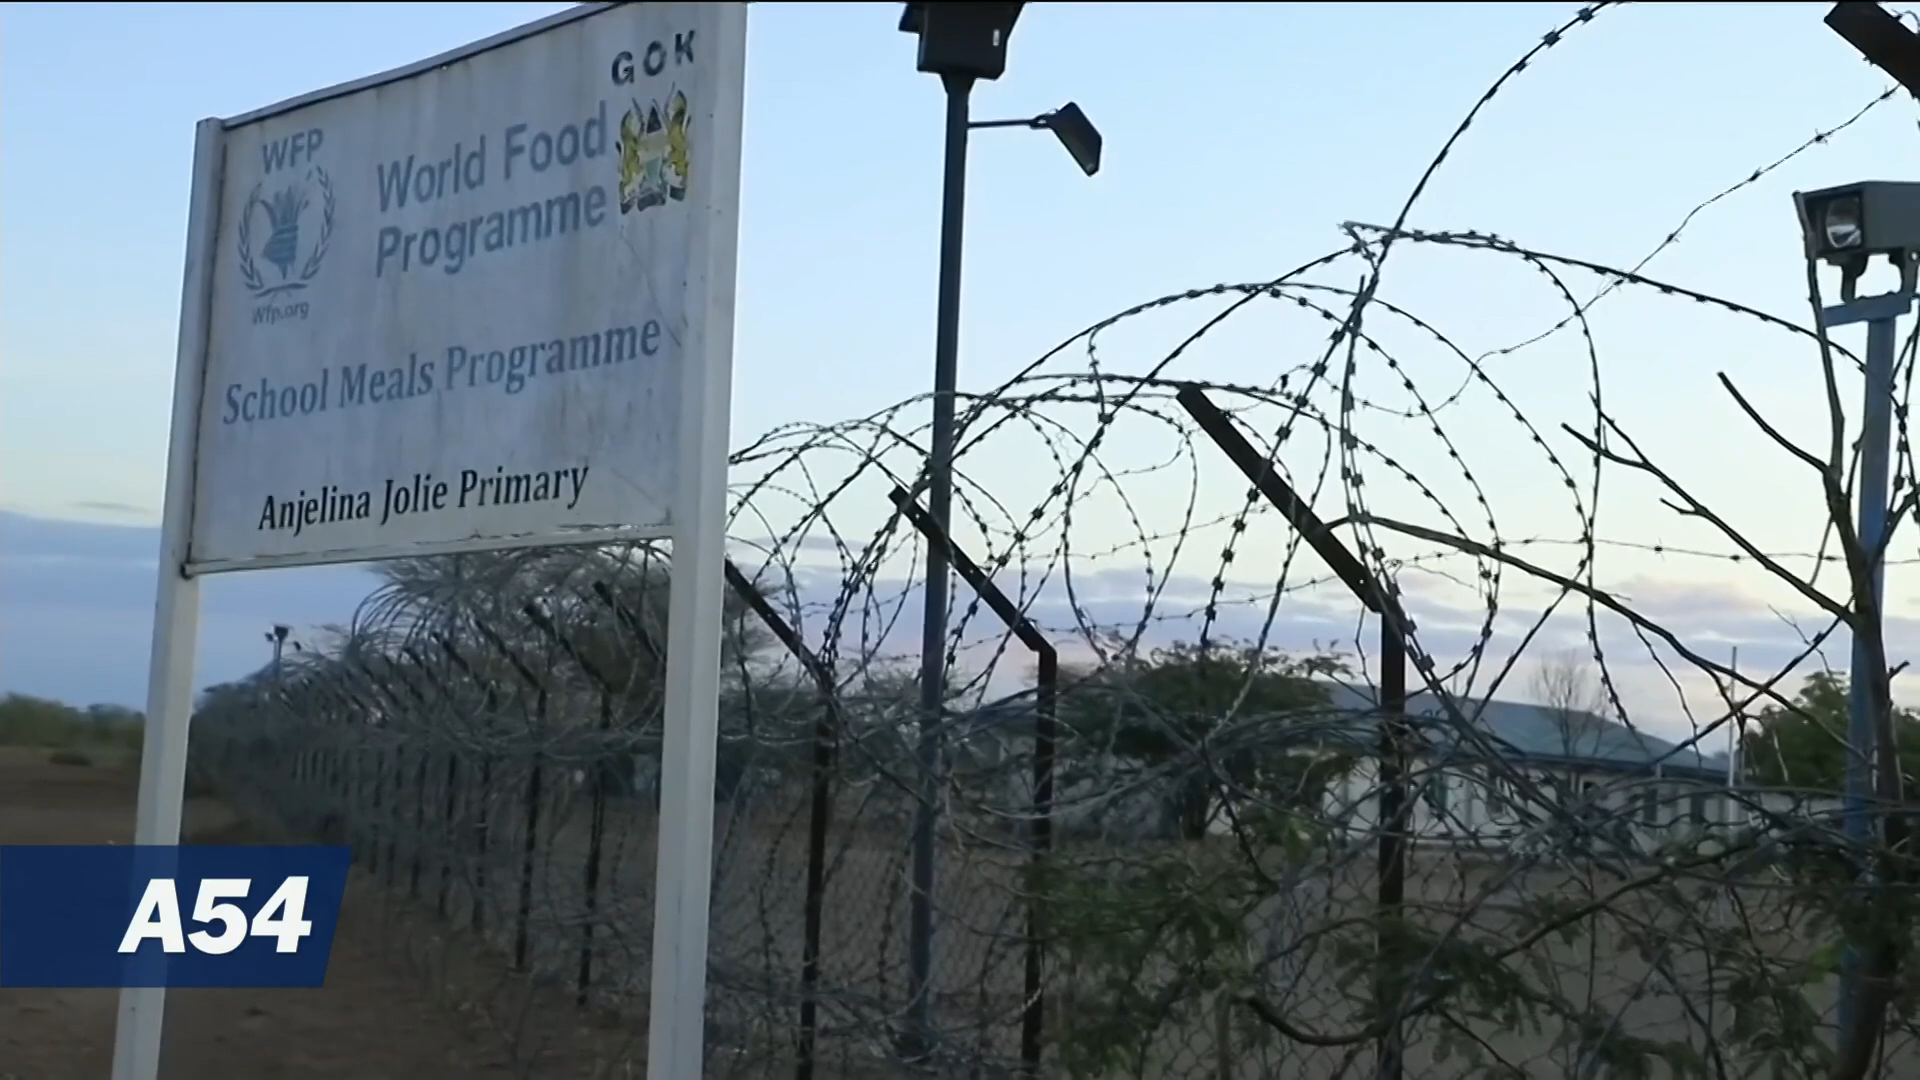 GOK
WFP
World Food
Programme
wfp.org
School Meals Programme
Anjelina Jolie Primary
A54